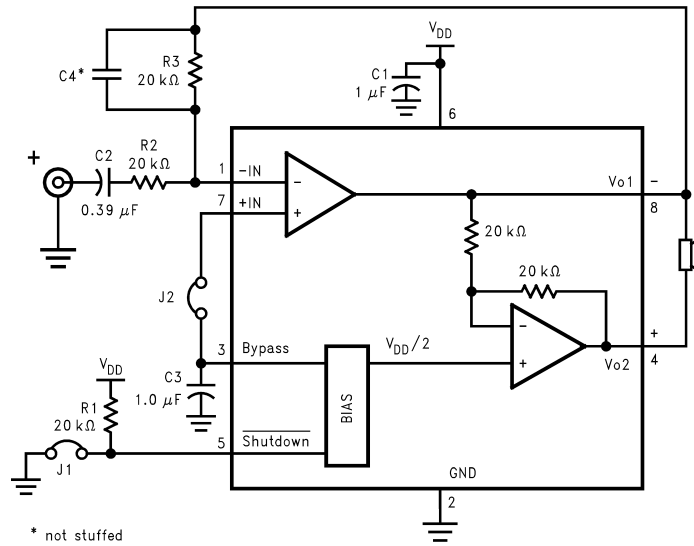 V_DD
R3
20 kΩ
C4*
C1
1 μF
6
+
C2
R2
20 kΩ
0.39 μF
1
-IN
7
+IN
−
+
Vo1
−
8
20 kΩ
20 kΩ
J2
−
+
+
4
Vo2
3
Bypass
V_DD/2
C3
1.0 μF
V_DD
R1
20 kΩ
BIAS
5
Shutdown
J1
GND
2
* not stuffed